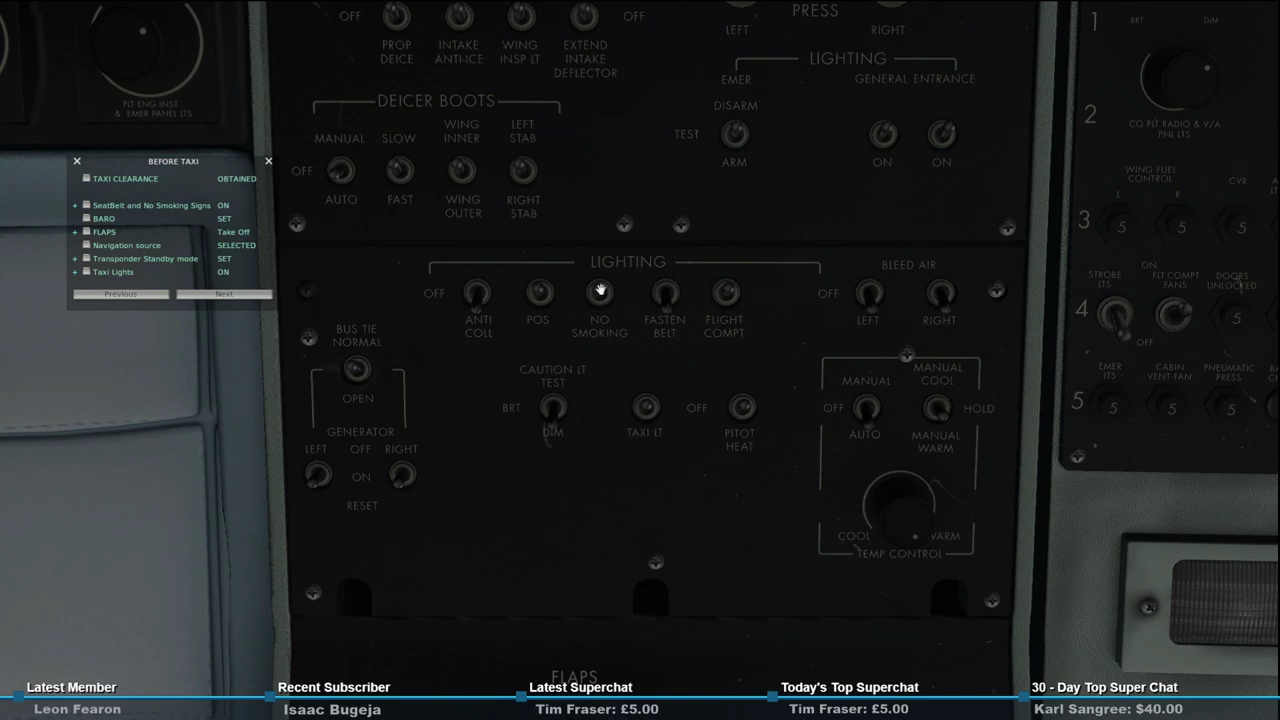 OFF
OFF
PRESS
PROP
DEICE
INTAKE
ANTI-ICE
WING
INSP LT
EXTEND
INTAKE
DEFLECTOR
LEFT
RIGHT
LIGHTING
EMER
GENERAL ENTRANCE
DISARM
TEST
ARM
ON
ON
DEICER BOOTS
MANUAL
SLOW
WING
INNER
LEFT
STAB
OFF
AUTO
FAST
WING
OUTER
RIGHT
STAB
PLT ENG INST
& EMER PANEL LTS
BEFORE TAXI
TAXI CLEARANCE OBTAINED
+ SeatBelt and No Smoking Signs ON
BARO SET
+ FLAPS Take Off
Navigation source SELECTED
+ Transponder Standby mode SET
+ Taxi Lights ON
Previous Next
LIGHTING
OFF
ANTI
COLL
POS
NO
SMOKING
FASTEN
BELT
FLIGHT
COMPT
BLEED AIR
OFF
LEFT
RIGHT
BUS TIE
NORMAL
OPEN
GENERATOR
LEFT OFF RIGHT
ON
RESET
CAUTION LT
TEST
BRT
DIM
TAXI LT
OFF
PITOT
HEAT
MANUAL
MANUAL
COOL
OFF
HOLD
AUTO
MANUAL
WARM
COOL WARM
TEMP CONTROL
1
BRT DIM
2
CO PLT RADIO & V/A
PNL LTS
WING FUEL
CONTROL
L R
CVR
3
5
5
5
ON
STROBE
LTS
FLT.COMPT
FANS
DOORS
UNLOCKED
4
5
OFF
EMER
LTS
CABIN
VENT FAN
PNEUMATIC
PRESS
5
5
5
5
FLAPS
Latest Member
Leon Fearon
Recent Subscriber
Isaac Bugeja
Latest Superchat
Tim Fraser: £5.00
Today's Top Superchat
Tim Fraser: £5.00
30 - Day Top Super Chat
Karl Sangree: $40.00